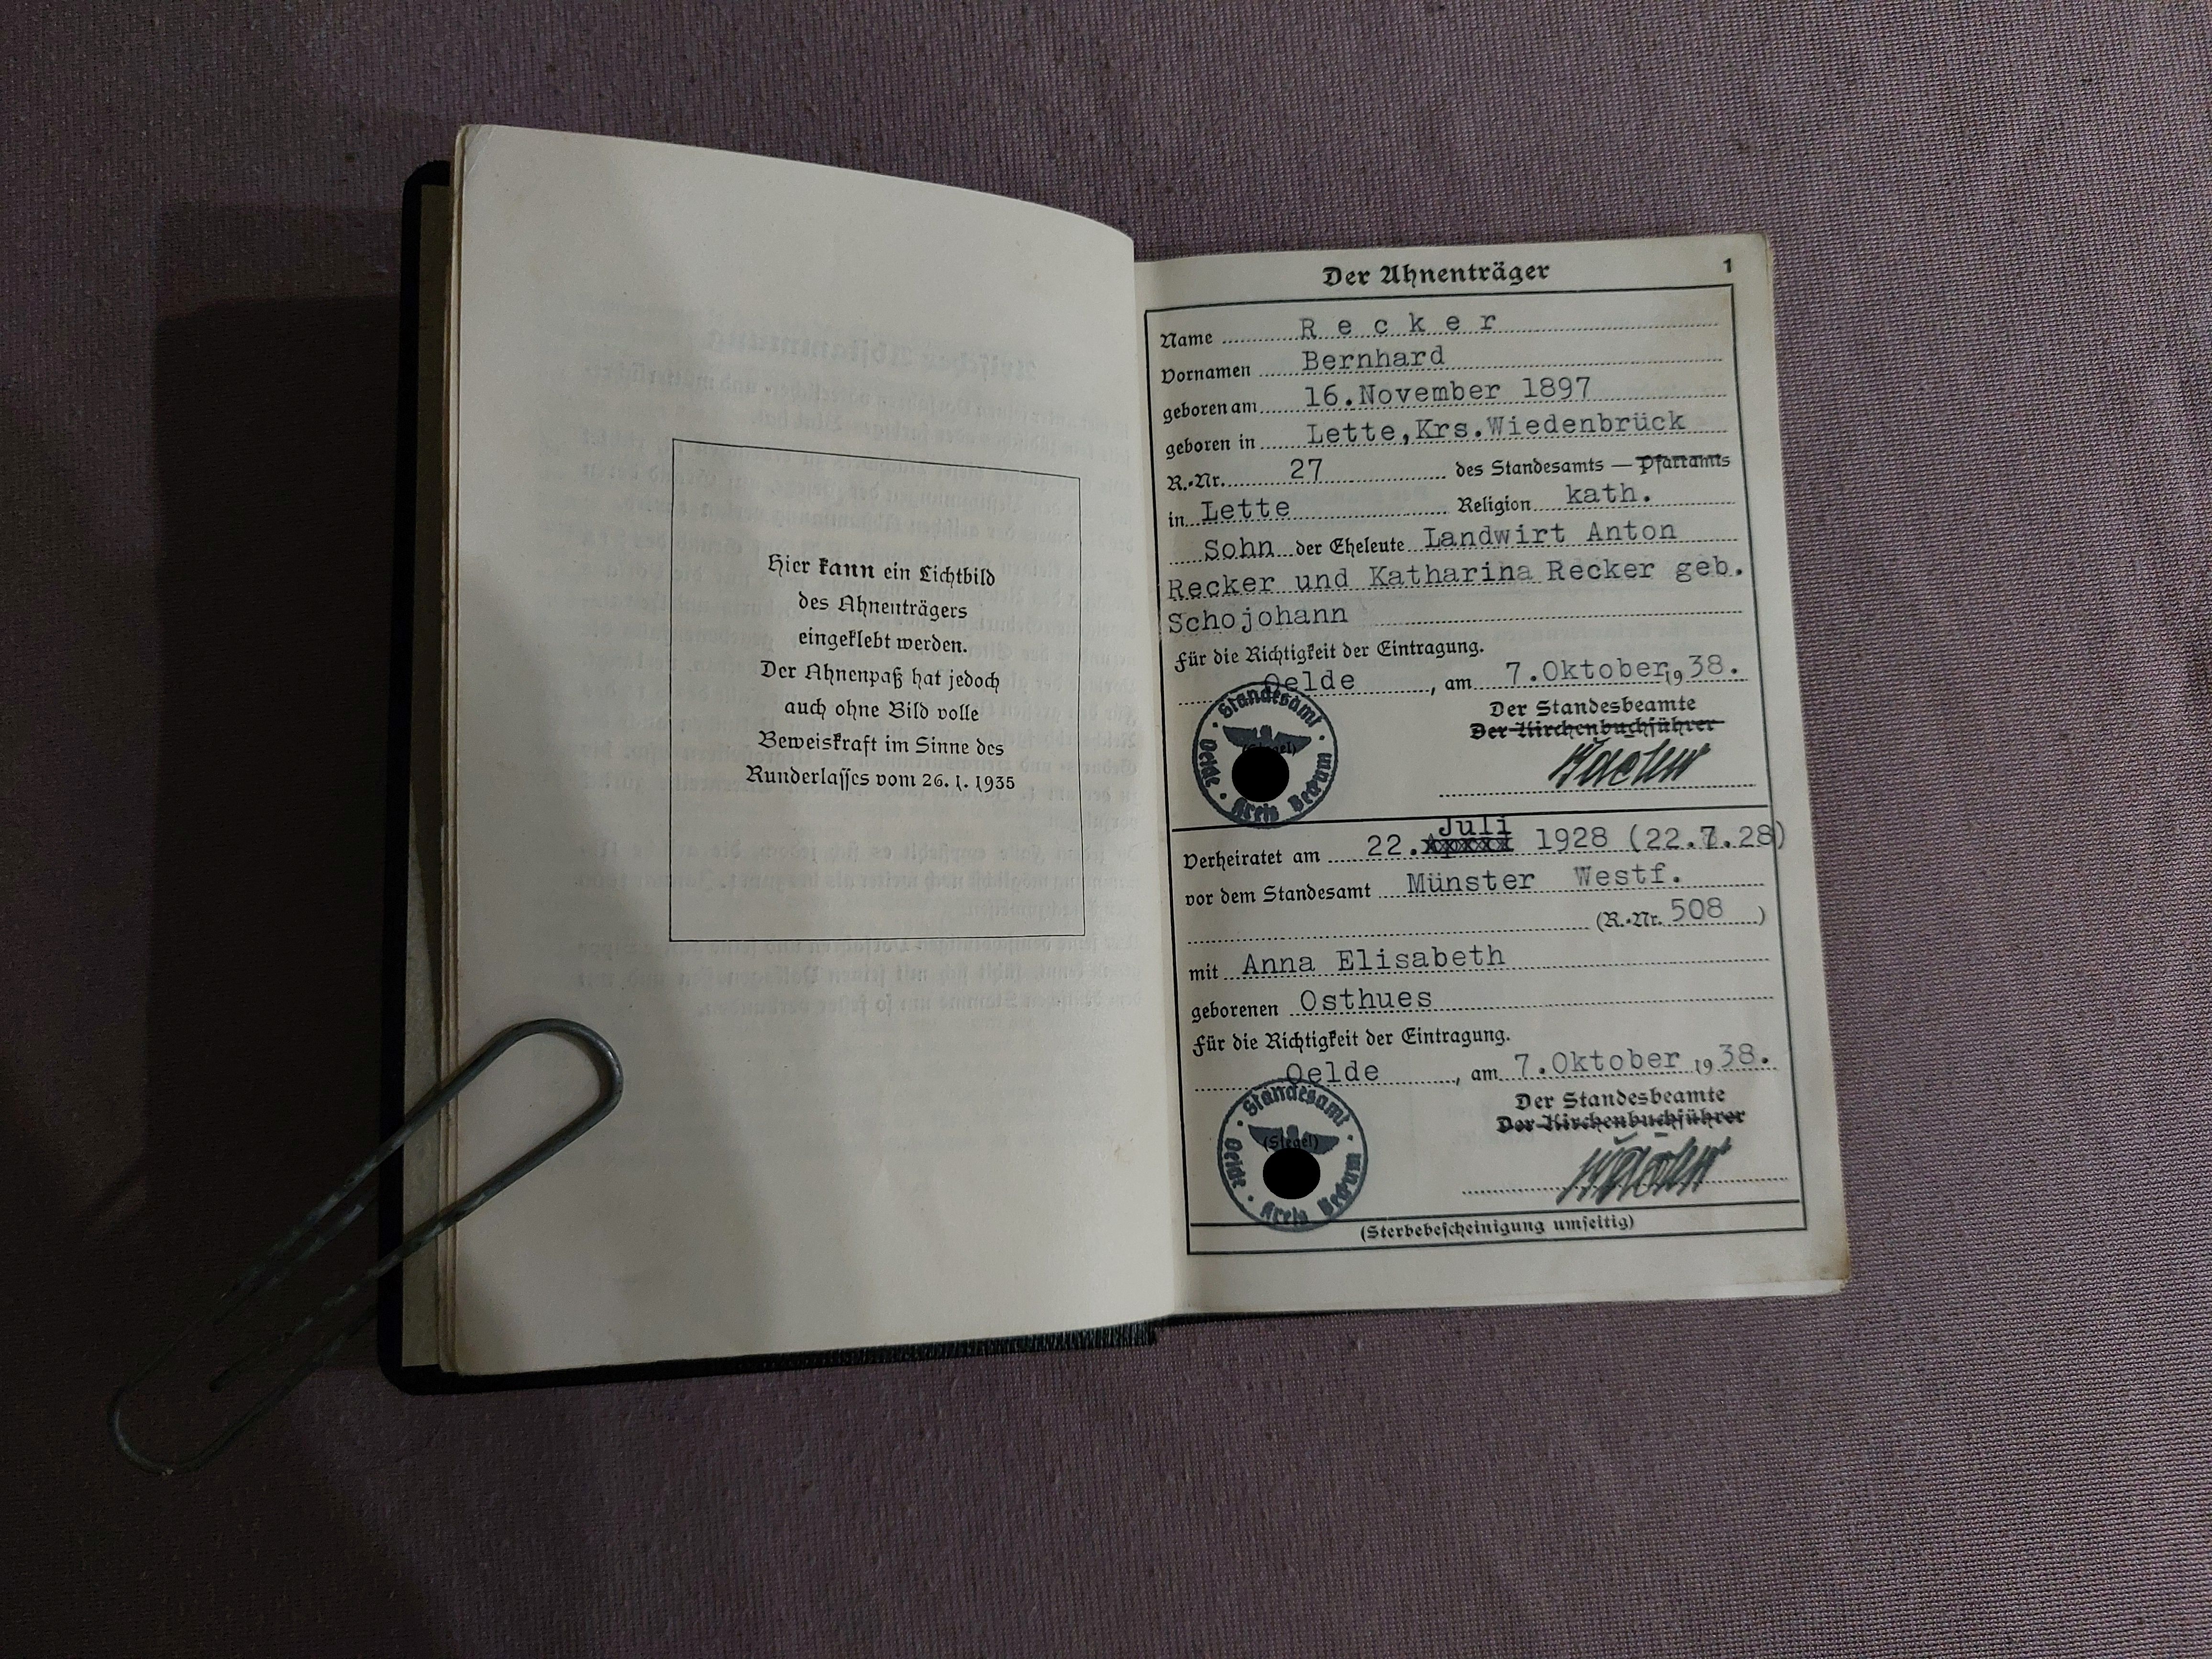 Hier kann ein Lichtbild
des Ahnenträgers
eingeklebt werden.
Der Ahnenpaß hat jedoch
auch ohne Bild volle
Beweiskraft im Sinne des
Runderlasses vom 26. 1. 1935
Der Ahnenträger 1
Name Recker
Vornamen Bernhard
geboren am 16.November 1897
geboren in Lette,Krs.Wiedenbrück
R.-Nr. 27 des Standesamts — Pfarramts
in Lette Religion kath.
Sohn der Eheleute Landwirt Anton
Recker und Katharina Recker geb.
Schojohann
Für die Richtigkeit der Eintragung.
Oelde, am 7.Oktober 1938.
Der Standesbeamte
Der Kirchenbuchführer
Standesamt
(Siegel)
Oelde
Kreis Beckum
Juli
Verheiratet am 22. 1928 (22.7.28)
vor dem Standesamt Münster Westf.
(R.-Nr. 508)
mit Anna Elisabeth
geborenen Osthues
Für die Richtigkeit der Eintragung.
Oelde, am 7.Oktober 1938.
Der Standesbeamte
Der Kirchenbuchführer
Standesamt
(Siegel)
Oelde
Kreis Beckum
(Sterbebescheinigung umseitig)